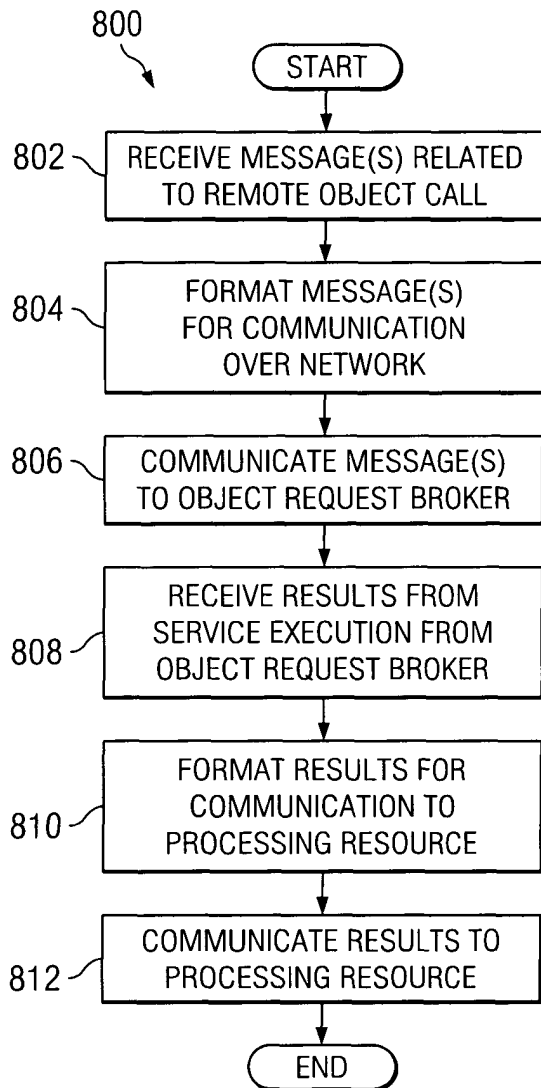 800
START
802
RECEIVE MESSAGE(S) RELATED
TO REMOTE OBJECT CALL
804
FORMAT MESSAGE(S)
FOR COMMUNICATION
OVER NETWORK
806
COMMUNICATE MESSAGE(S)
TO OBJECT REQUEST BROKER
808
RECEIVE RESULTS FROM
SERVICE EXECUTION FROM
OBJECT REQUEST BROKER
810
FORMAT RESULTS FOR
COMMUNICATION TO
PROCESSING RESOURCE
812
COMMUNICATE RESULTS TO
PROCESSING RESOURCE
END